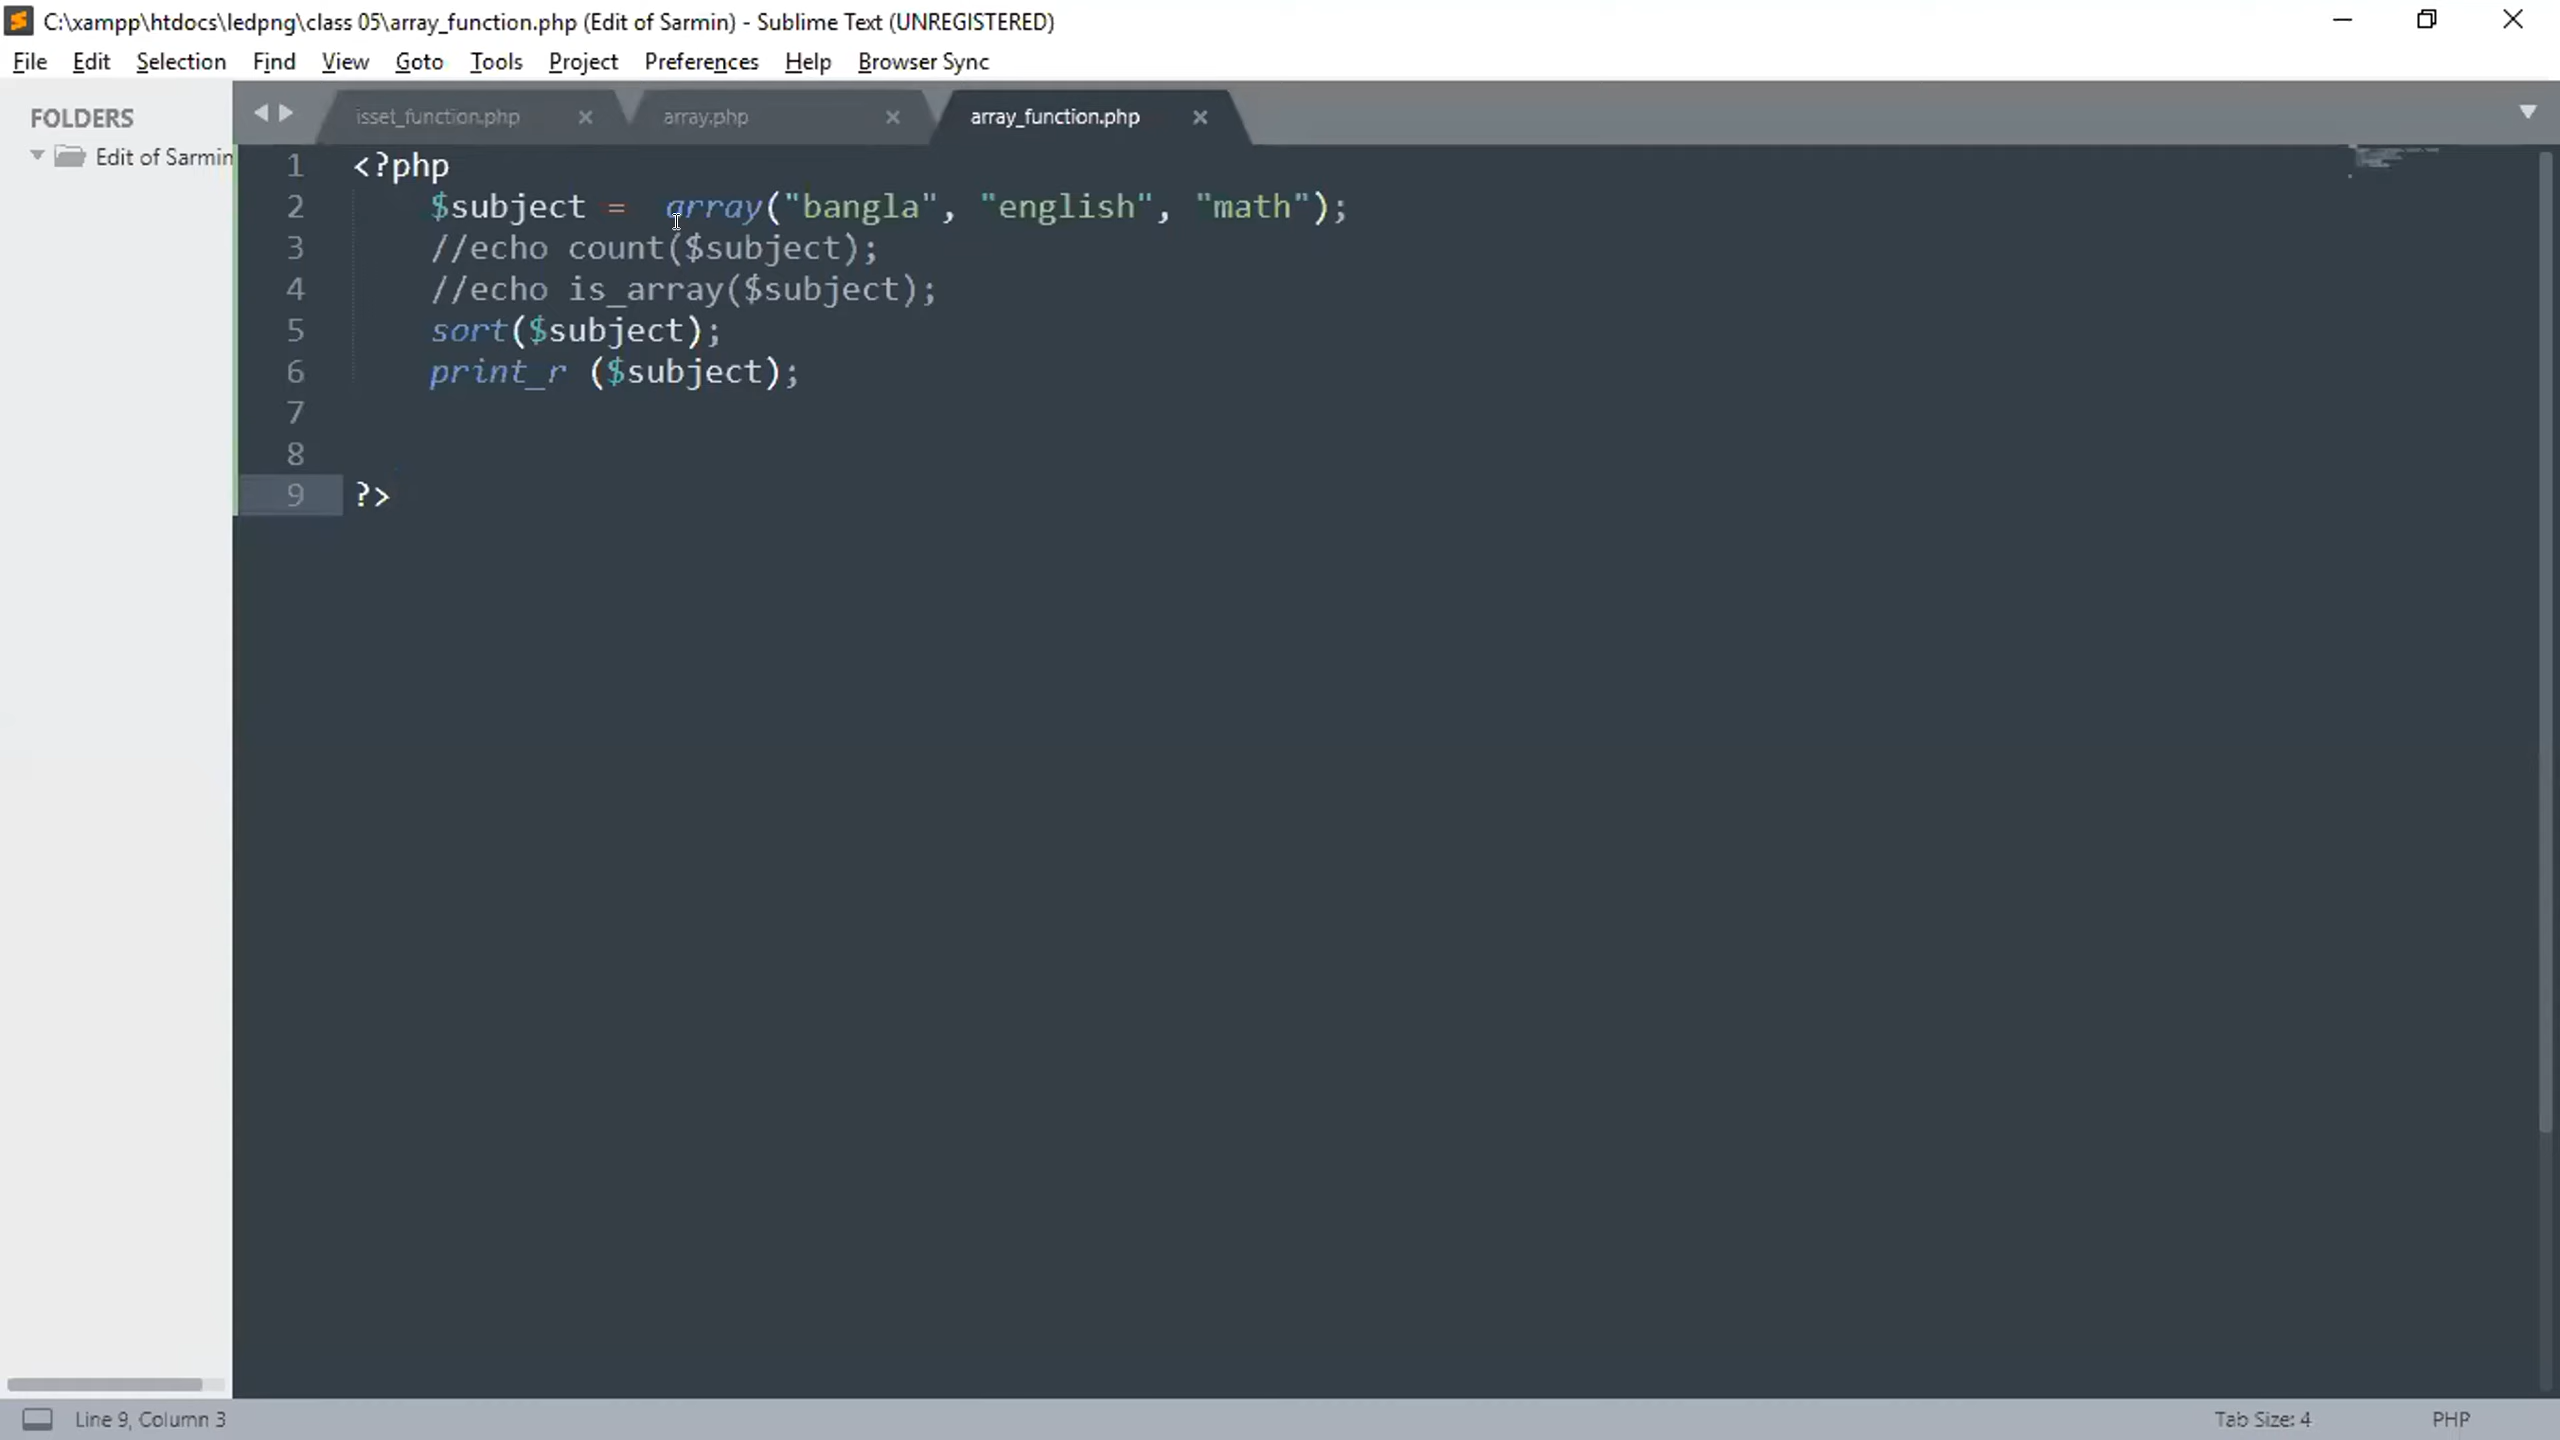 C:\xampp\htdocs\ledpng\class 05\array_function.php (Edit of Sarmin) - Sublime Text (UNREGISTERED)
File Edit Selection Find View Goto Tools Project Preferences Help Browser Sync
FOLDERS
Edit of Sarmin
isset_function.php array.php array_function.php
1 <?php
2 $subject =  array("bangla", "english", "math");
3 //echo count($subject);
4 //echo is_array($subject);
5 sort($subject);
6 print_r ($subject);
7
8
9 ?>
Line 9, Column 3 Tab Size: 4 PHP